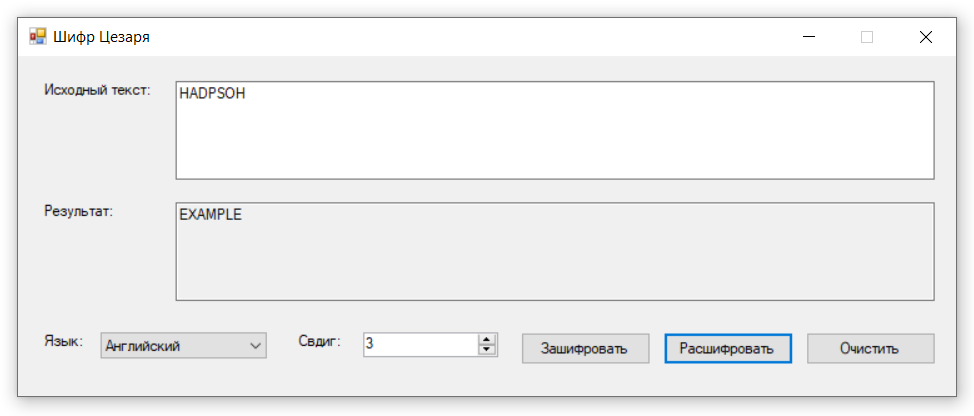 Шифр Цезаря
Исходный текст:
HADPSOH
Результат:
EXAMPLE
Язык: Английский Свдиг: 3 Зашифровать Расшифровать Очистить